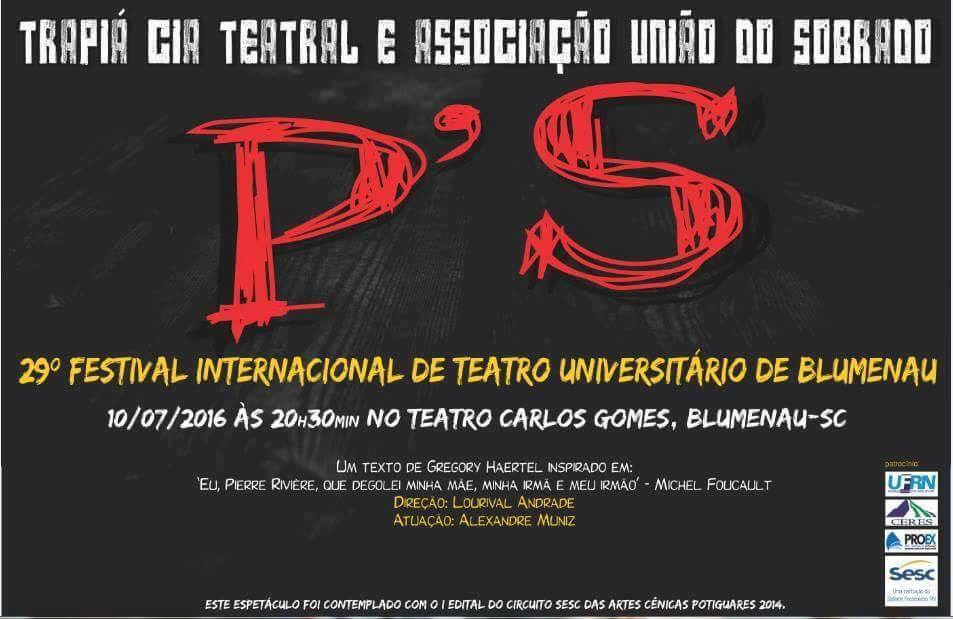 TRAPIÁ CIA TEATRAL E ASSOCIAÇÃO UNIÃO DO SOBRADO
P'S
29º FESTIVAL INTERNACIONAL DE TEATRO UNIVERSITÁRIO DE BLUMENAU
10/07/2016 ÀS 20H30MIN NO TEATRO CARLOS GOMES, BLUMENAU-SC
UM TEXTO DE GREGORY HAERTEL INSPIRADO EM:
'EU, PIERRE RIVIÈRE, QUE DEGOLEI MINHA MÃE, MINHA IRMÃ E MEU IRMÃO' - MICHEL FOUCAULT
DIREÇÃO: LOURIVAL ANDRADE
ATUAÇÃO: ALEXANDRE MUNIZ
patrocínio:
UFRN
CERES
PROEX
Sesc
Uma instituição do
ESTE ESPETÁCULO FOI CONTEMPLADO COM O I EDITAL DO CIRCUITO SESC DAS ARTES CÊNICAS POTIGUARES 2014.